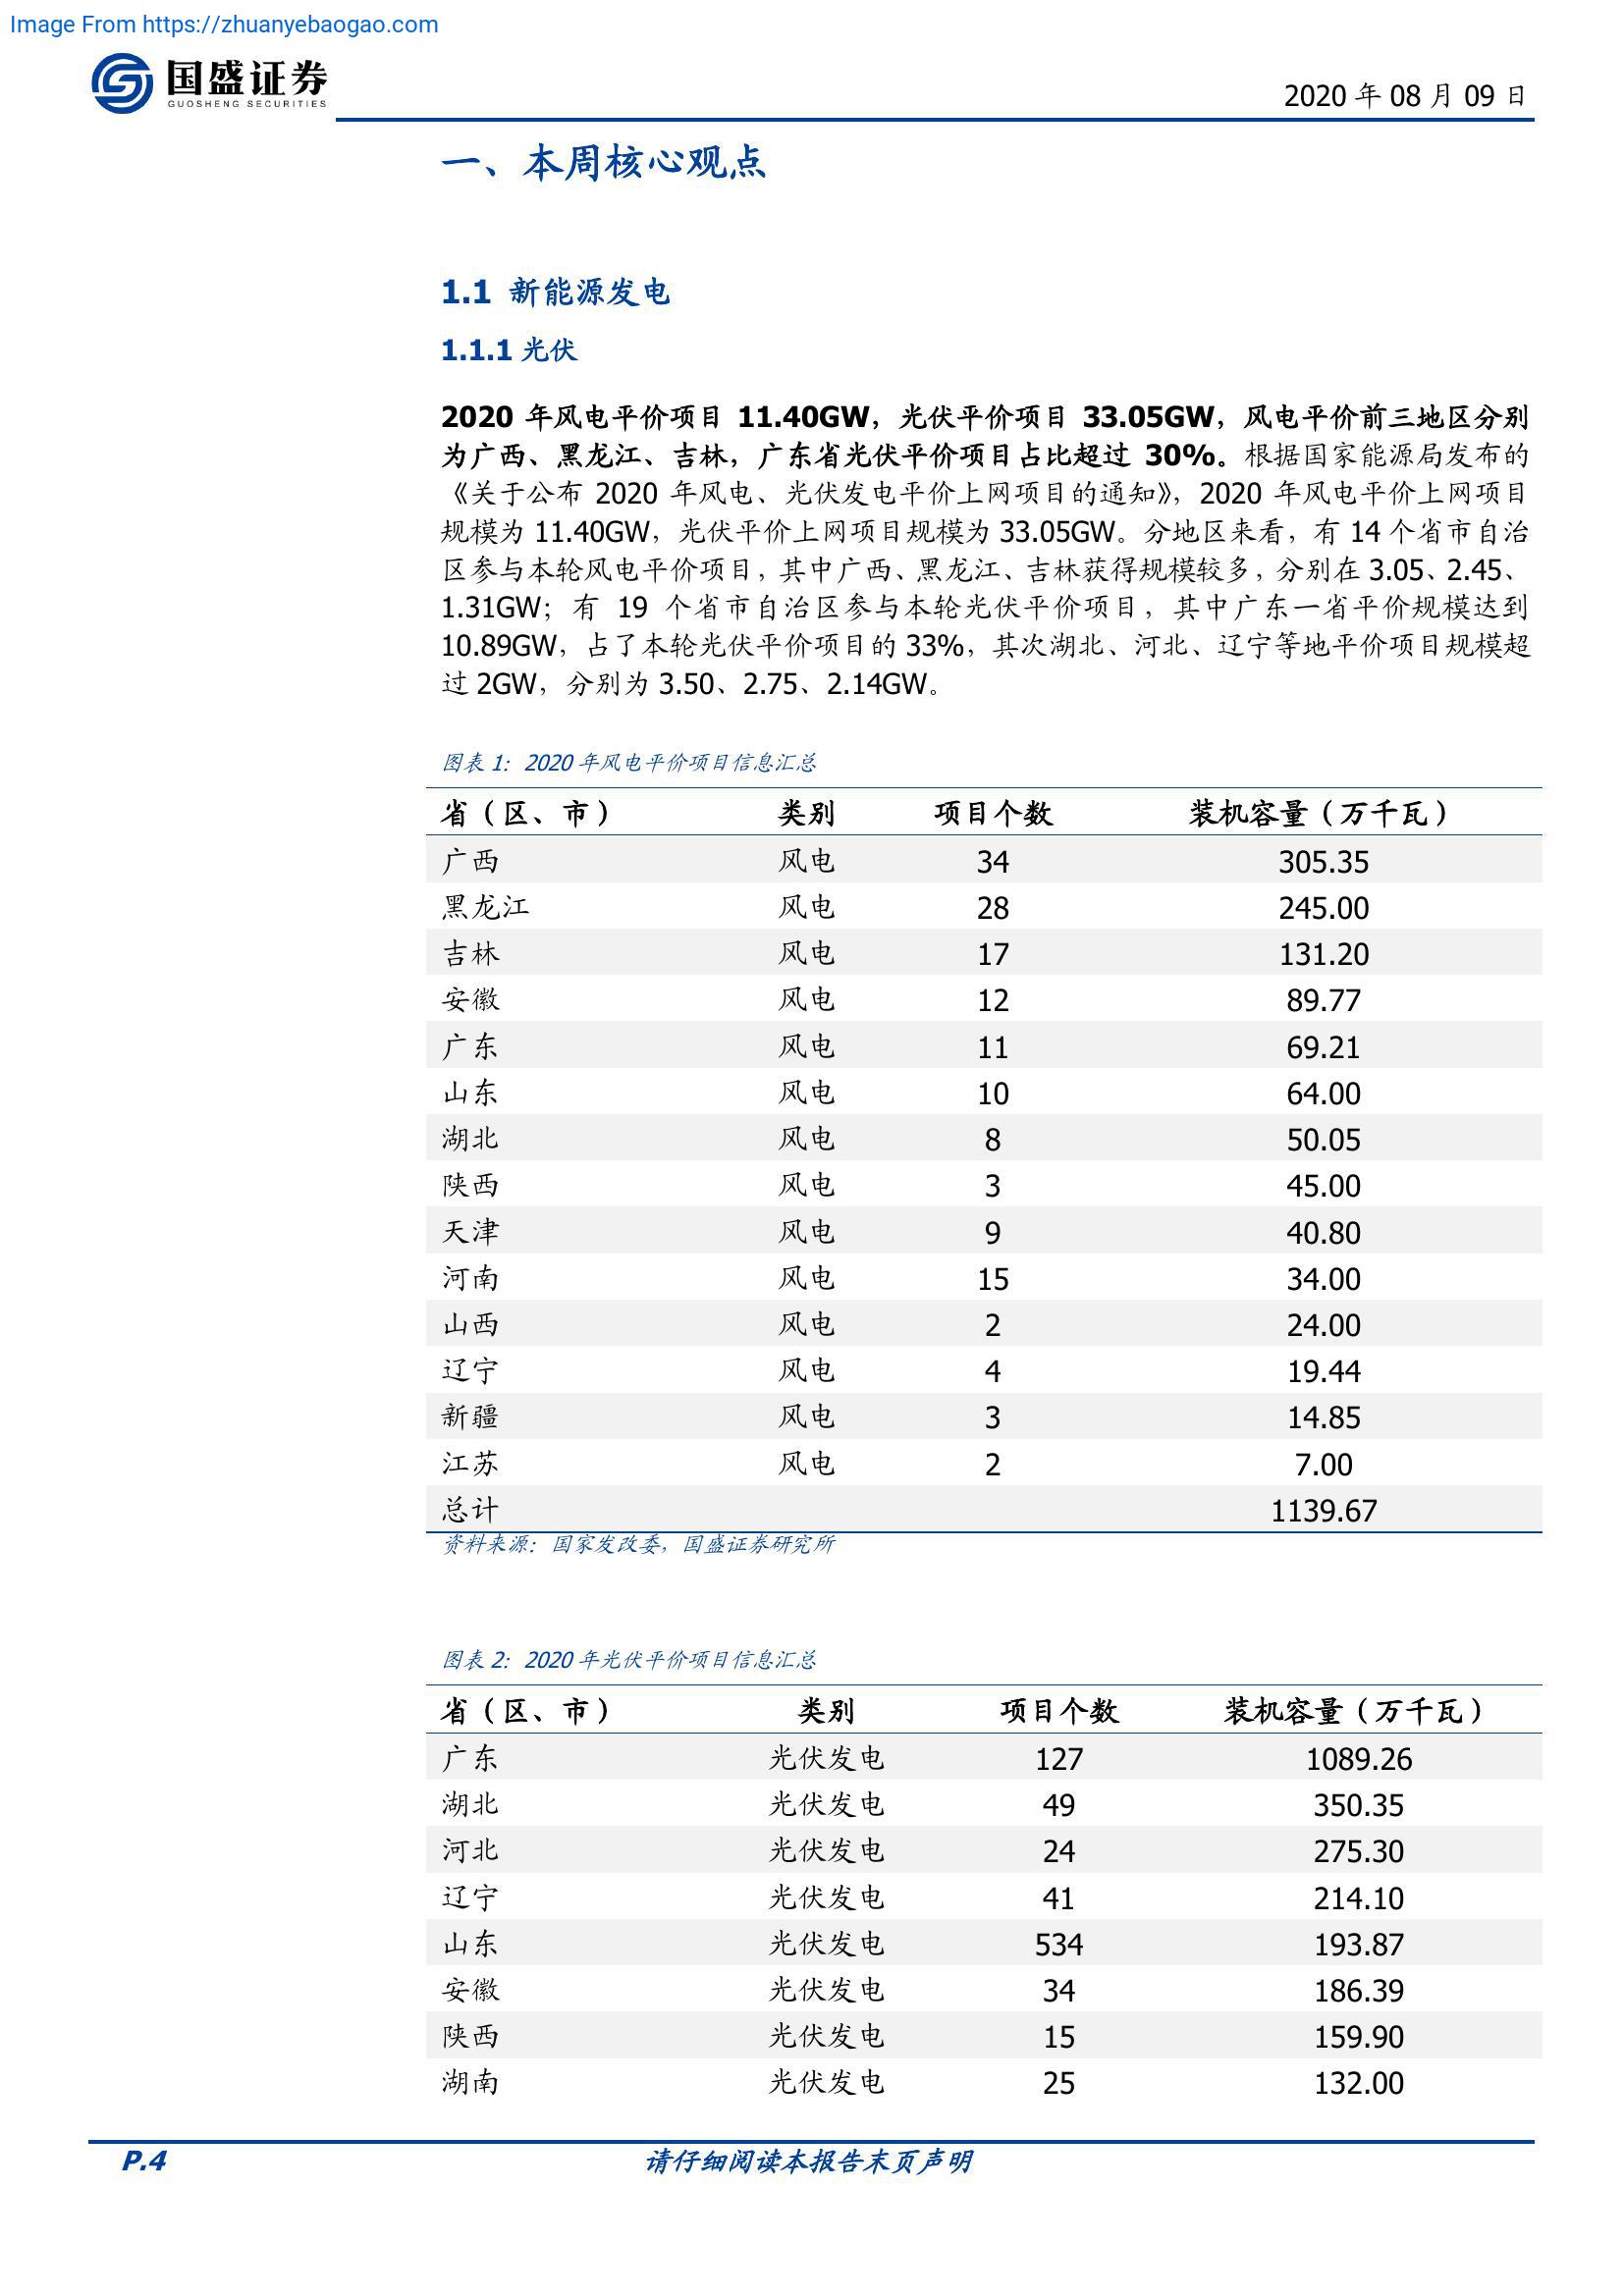 Image From https://zhuanyebaogao.com
国盛证券
GUOSHENG SECURITIES
2020 年 08 月 09 日
一、本周核心观点
1.1 新能源发电
1.1.1 光伏
2020 年风电平价项目 11.40GW，光伏平价项目 33.05GW，风电平价前三地区分别
为广西、黑龙江、吉林，广东省光伏平价项目占比超过 30%。根据国家能源局发布的
《关于公布 2020 年风电、光伏发电平价上网项目的通知》，2020 年风电平价上网项目
规模为 11.40GW，光伏平价上网项目规模为 33.05GW。分地区来看，有 14 个省市自治
区参与本轮风电平价项目，其中广西、黑龙江、吉林获得规模较多，分别在 3.05、2.45、
1.31GW；有 19 个省市自治区参与本轮光伏平价项目，其中广东一省平价规模达到
10.89GW，占了本轮光伏平价项目的 33%，其次湖北、河北、辽宁等地平价项目规模超
过 2GW，分别为 3.50、2.75、2.14GW。
图表 1：2020 年风电平价项目信息汇总
省（区、市） 类别 项目个数 装机容量（万千瓦）
广西 风电 34 305.35
黑龙江 风电 28 245.00
吉林 风电 17 131.20
安徽 风电 12 89.77
广东 风电 11 69.21
山东 风电 10 64.00
湖北 风电 8 50.05
陕西 风电 3 45.00
天津 风电 9 40.80
河南 风电 15 34.00
山西 风电 2 24.00
辽宁 风电 4 19.44
新疆 风电 3 14.85
江苏 风电 2 7.00
总计 1139.67
资料来源：国家发改委，国盛证券研究所
图表 2：2020 年光伏平价项目信息汇总
省（区、市） 类别 项目个数 装机容量（万千瓦）
广东 光伏发电 127 1089.26
湖北 光伏发电 49 350.35
河北 光伏发电 24 275.30
辽宁 光伏发电 41 214.10
山东 光伏发电 534 193.87
安徽 光伏发电 34 186.39
陕西 光伏发电 15 159.90
湖南 光伏发电 25 132.00
P.4 请仔细阅读本报告末页声明